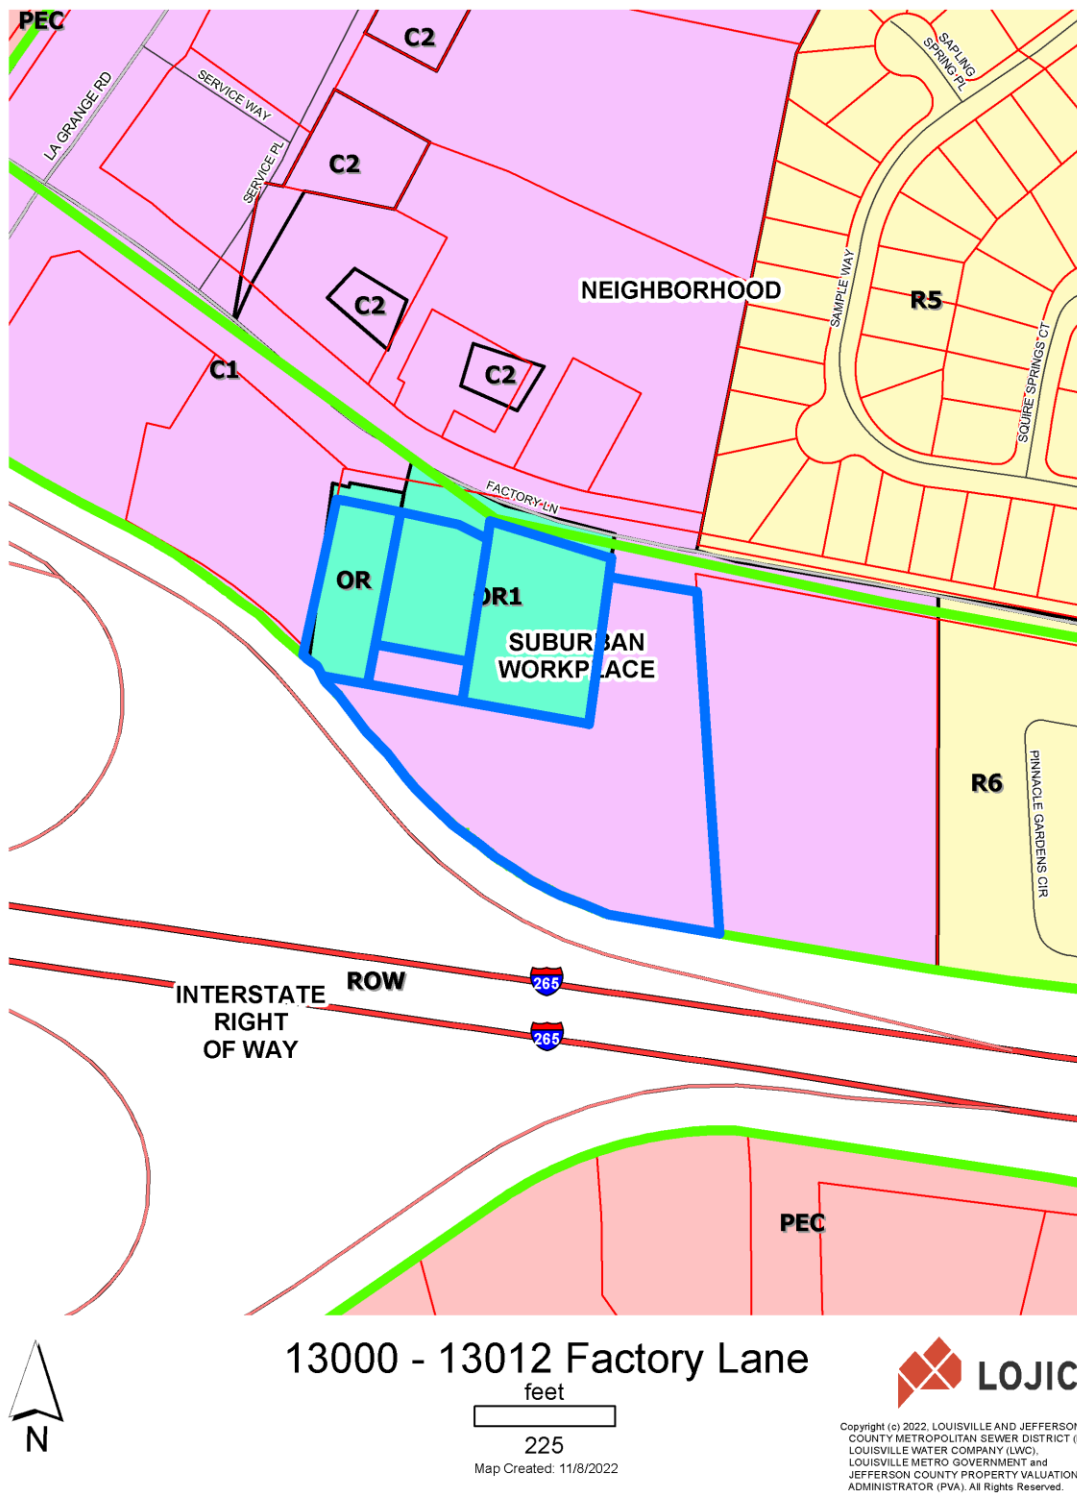 PEC
C2
SAPLING
SPRING PL
LA GRANGE RD
SERVICE WAY
SERVICE PL
C2
NEIGHBORHOOD
SAMPLE WAY
R5
C2
SQUIRE SPRINGS CT
C1
C2
FACTORY LN
OR
OR1
SUBURBAN
WORKPLACE
R6
PINNACLE GARDENS CIR
ROW
265
INTERSTATE
RIGHT
OF WAY
265
PEC
13000 - 13012 Factory Lane
feet
225
Map Created: 11/8/2022
N
LOJIC
Copyright (c) 2022, LOUISVILLE AND JEFFERSON
COUNTY METROPOLITAN SEWER DISTRICT (
LOUISVILLE WATER COMPANY (LWC),
LOUISVILLE METRO GOVERNMENT and
JEFFERSON COUNTY PROPERTY VALUATION
ADMINISTRATOR (PVA). All Rights Reserved.